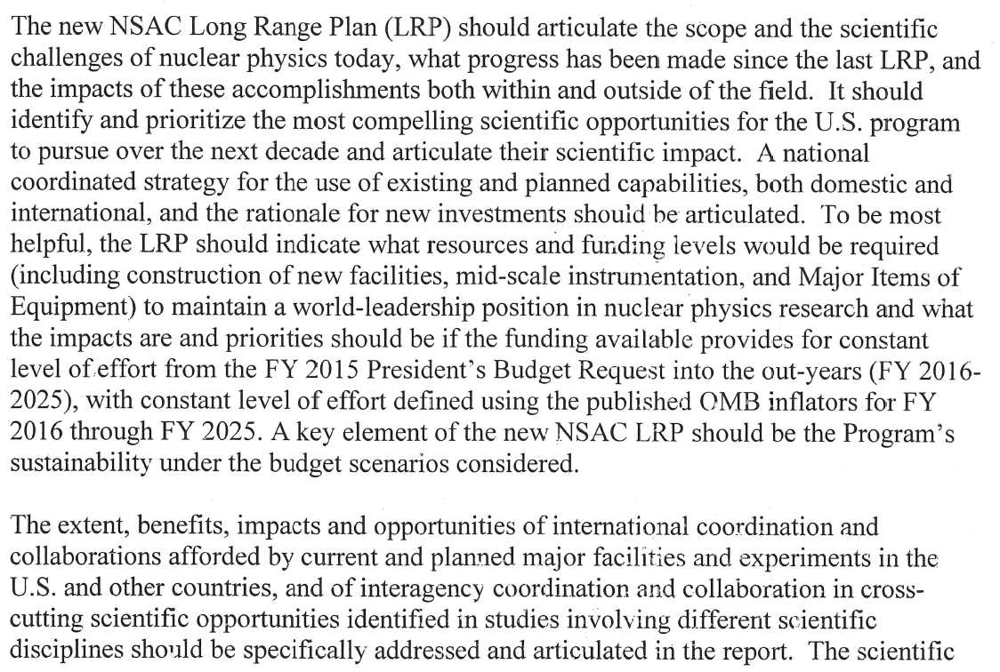 The new NSAC Long Range Plan (LRP) should articulate the scope and the scientific
challenges of nuclear physics today, what progress has been made since the last LRP, and
the impacts of these accomplishments both within and outside of the field.  It should
identify and prioritize the most compelling scientific opportunities for the U.S. program
to pursue over the next decade and articulate their scientific impact.  A national
coordinated strategy for the use of existing and planned capabilities, both domestic and
international, and the rationale for new investments should be articulated.  To be most
helpful, the LRP should indicate what resources and funding levels would be required
(including construction of new facilities, mid-scale instrumentation, and Major Items of
Equipment) to maintain a world-leadership position in nuclear physics research and what
the impacts are and priorities should be if the funding available provides for constant
level of effort from the FY 2015 President's Budget Request into the out-years (FY 2016-
2025), with constant level of effort defined using the published OMB inflators for FY
2016 through FY 2025. A key element of the new NSAC LRP should be the Program's
sustainability under the budget scenarios considered.

The extent, benefits, impacts and opportunities of international coordination and
collaborations afforded by current and planned major facilities and experiments in the
U.S. and other countries, and of interagency coordination and collaboration in cross-
cutting scientific opportunities identified in studies involving different scientific
disciplines should be specifically addressed and articulated in the report.  The scientific